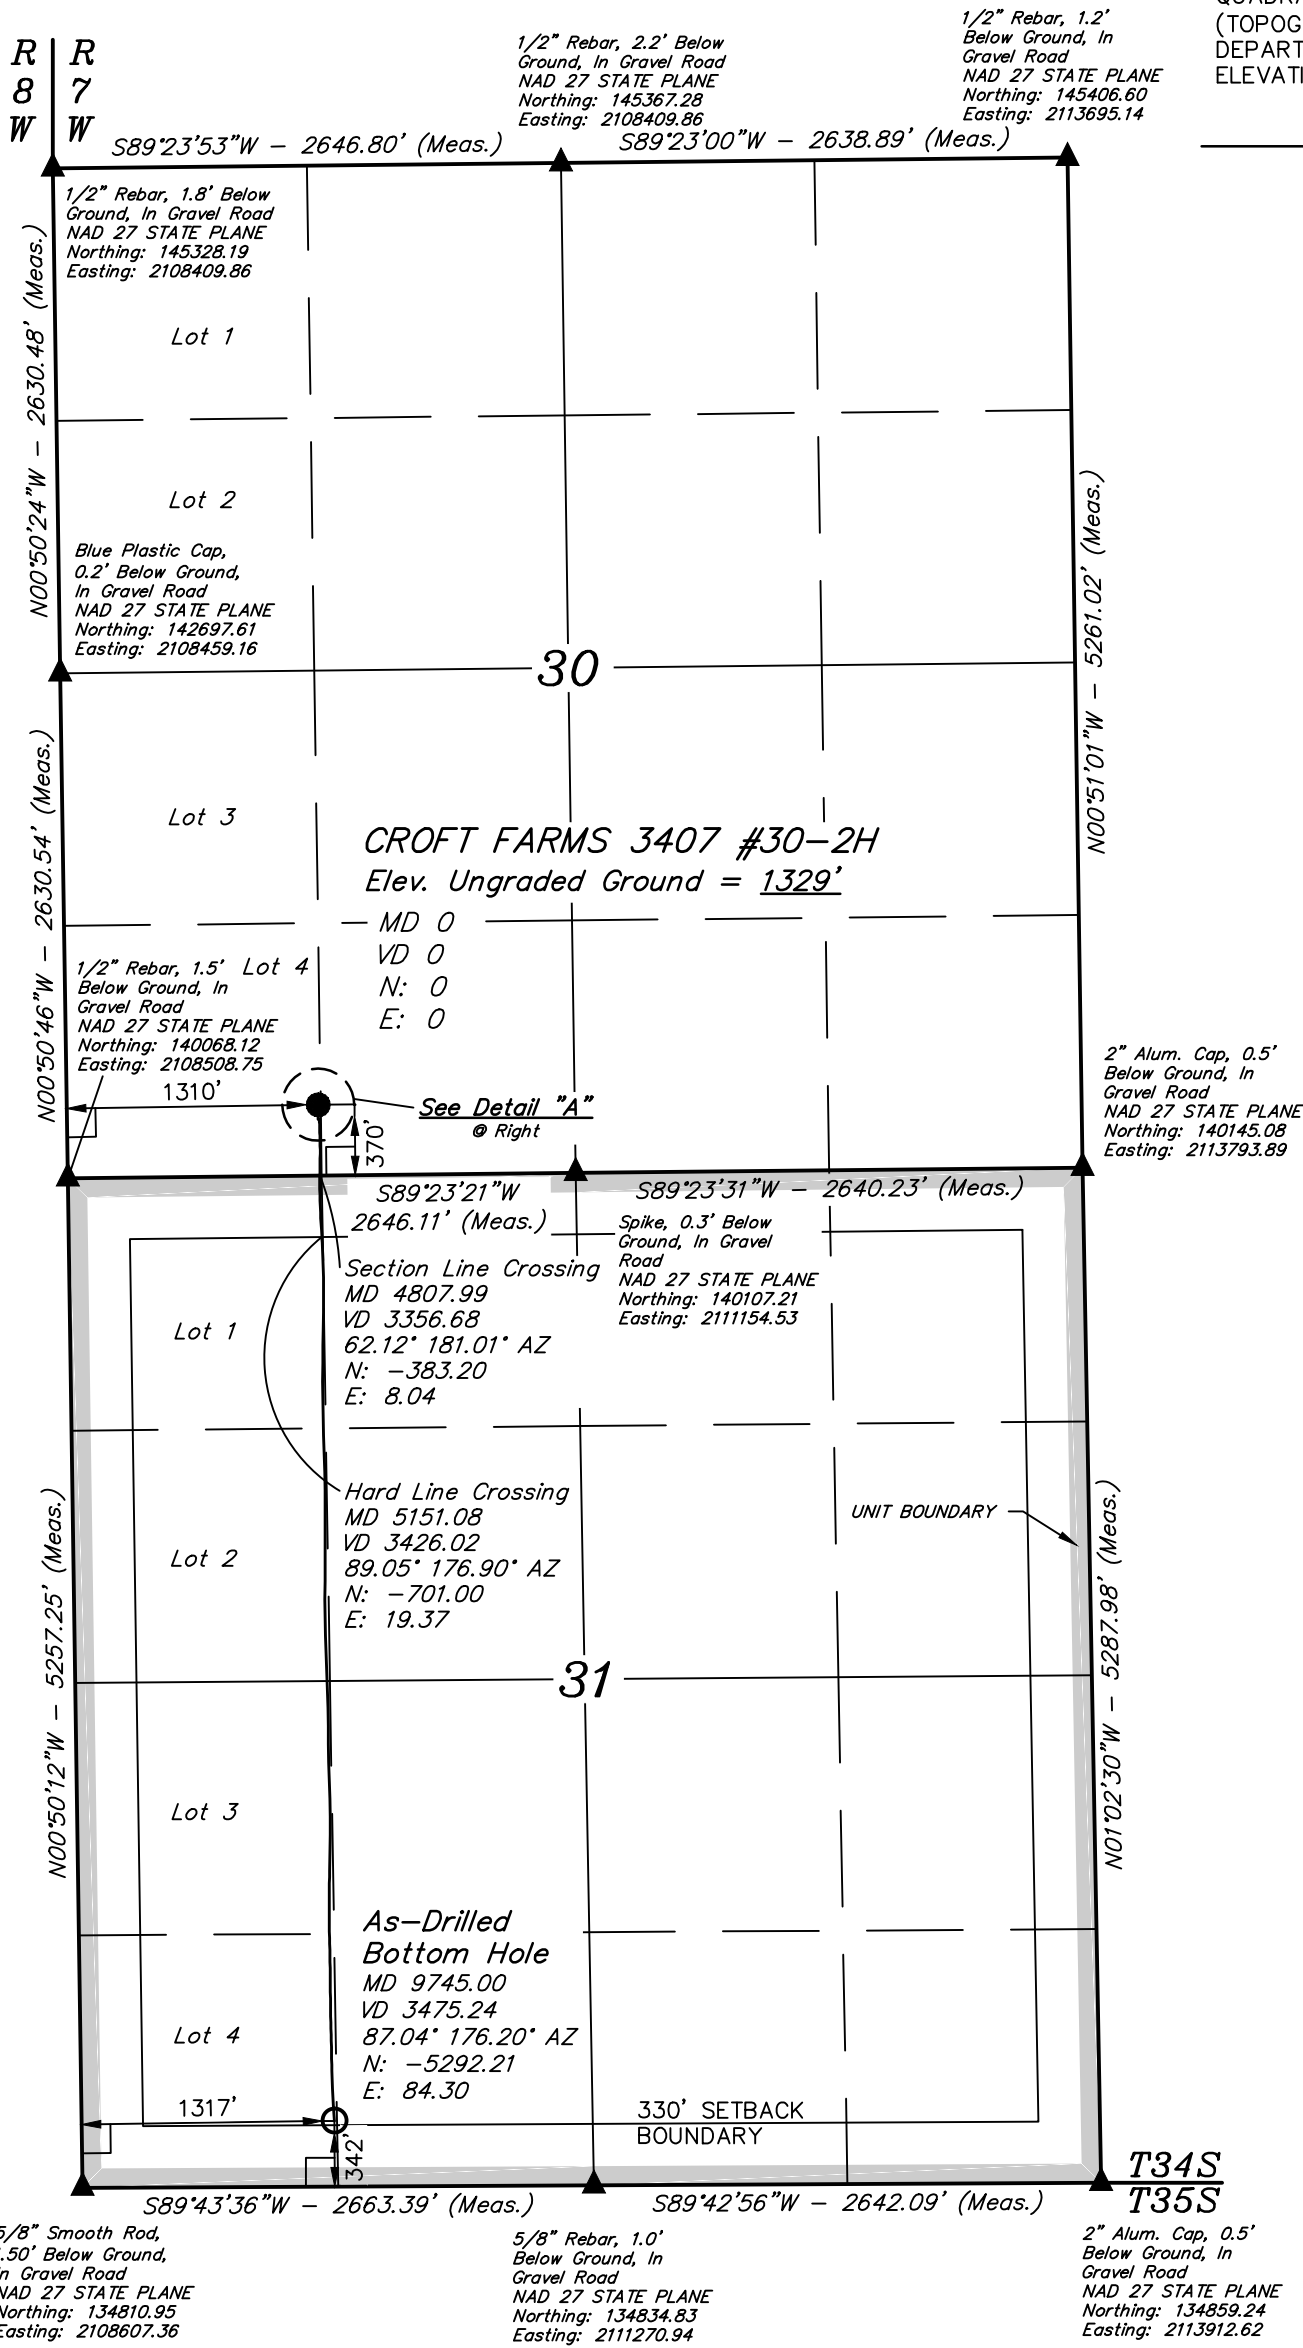 R R
8 7
W W
1/2" Rebar, 2.2' Below
Ground, In Gravel Road
NAD 27 STATE PLANE
Northing: 145367.28
Easting: 2108409.86
1/2" Rebar, 1.2'
Below Ground, In
Gravel Road
NAD 27 STATE PLANE
Northing: 145406.60
Easting: 2113695.14
(TOPOG
DEPART
ELEVATI
S89°23'53"W - 2646.80' (Meas.)
S89°23'00"W - 2638.89' (Meas.)
1/2" Rebar, 1.8' Below
Ground, In Gravel Road
NAD 27 STATE PLANE
Northing: 145328.19
Easting: 2108409.86
N00°50'24"W - 2630.48' (Meas.)
Lot 1
Lot 2
Blue Plastic Cap,
0.2' Below Ground,
In Gravel Road
NAD 27 STATE PLANE
Northing: 142697.61
Easting: 2108459.16
30
N00°51'01"W - 5261.02' (Meas.)
N00°50'46"W - 2630.54' (Meas.)
Lot 3
CROFT FARMS 3407 #30-2H
Elev. Ungraded Ground = 1329'
MD 0
VD 0
N: 0
E: 0
Lot 4
1/2" Rebar, 1.5'
Below Ground, In
Gravel Road
NAD 27 STATE PLANE
Northing: 140068.12
Easting: 2108508.75
1310'
See Detail "A"
@ Right
370'
2" Alum. Cap, 0.5'
Below Ground, In
Gravel Road
NAD 27 STATE PLANE
Northing: 140145.08
Easting: 2113793.89
S89°23'21"W
2646.11' (Meas.)
S89°23'31"W - 2640.23' (Meas.)
Spike, 0.3' Below
Ground, In Gravel
Road
NAD 27 STATE PLANE
Northing: 140107.21
Easting: 2111154.53
Section Line Crossing
MD 4807.99
VD 3356.68
62.12° 181.01° AZ
N: -383.20
E: 8.04
Lot 1
Hard Line Crossing
MD 5151.08
VD 3426.02
89.05° 176.90° AZ
N: -701.00
E: 19.37
UNIT BOUNDARY
Lot 2
N00°50'12"W - 5257.25' (Meas.)
N01°02'30"W - 5287.98' (Meas.)
31
Lot 3
As-Drilled
Bottom Hole
MD 9745.00
VD 3475.24
87.04° 176.20° AZ
N: -5292.21
E: 84.30
Lot 4
1317'
342'
330' SETBACK
BOUNDARY
T34S
T35S
S89°43'36"W - 2663.39' (Meas.)
S89°42'56"W - 2642.09' (Meas.)
5/8" Smooth Rod,
.50' Below Ground,
In Gravel Road
NAD 27 STATE PLANE
Northing: 134810.95
Easting: 2108607.36
5/8" Rebar, 1.0'
Below Ground, In
Gravel Road
NAD 27 STATE PLANE
Northing: 134834.83
Easting: 2111270.94
2" Alum. Cap, 0.5'
Below Ground, In
Gravel Road
NAD 27 STATE PLANE
Northing: 134859.24
Easting: 2113912.62